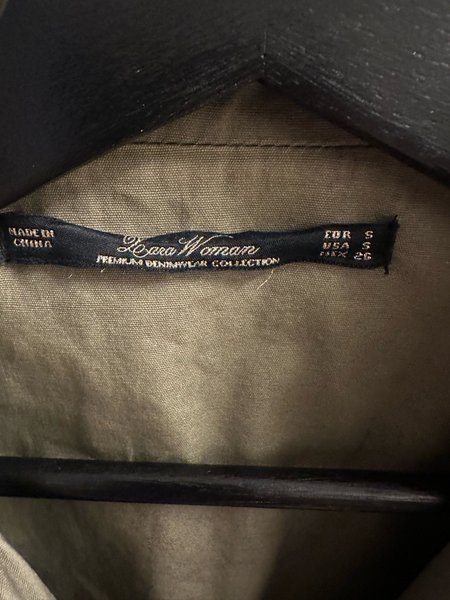 MADE IN
CHINA
Zara Woman
PREMIUM DENIMWEAR COLLECTION
EUR S
USA S
MEX 26